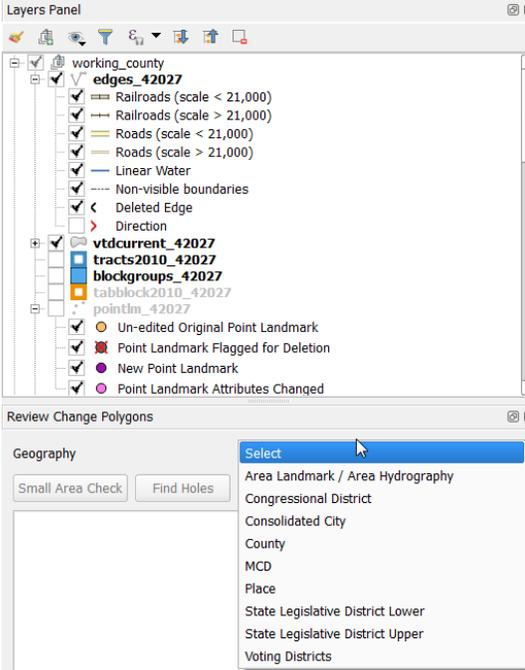 Layers Panel
working_county
edges_42027
Railroads (scale < 21,000)
Railroads (scale > 21,000)
Roads (scale < 21,000)
Roads (scale > 21,000)
Linear Water
Non-visible boundaries
Deleted Edge
Direction
vtdcurrent_42027
tracts2010_42027
blockgroups_42027
tabblock2010_42027
pointlm_42027
Un-edited Original Point Landmark
Point Landmark Flagged for Deletion
New Point Landmark
Point Landmark Attributes Changed
Review Change Polygons
Geography
Select
Small Area Check
Find Holes
Area Landmark / Area Hydrography
Congressional District
Consolidated City
County
MCD
Place
State Legislative District Lower
State Legislative District Upper
Voting Districts